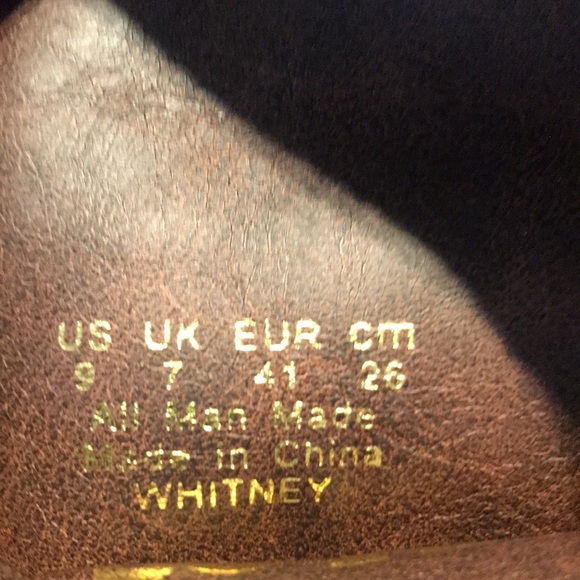 US UK EUR cm
9 7 41 26
All Man Made
Made in China
WHITNEY